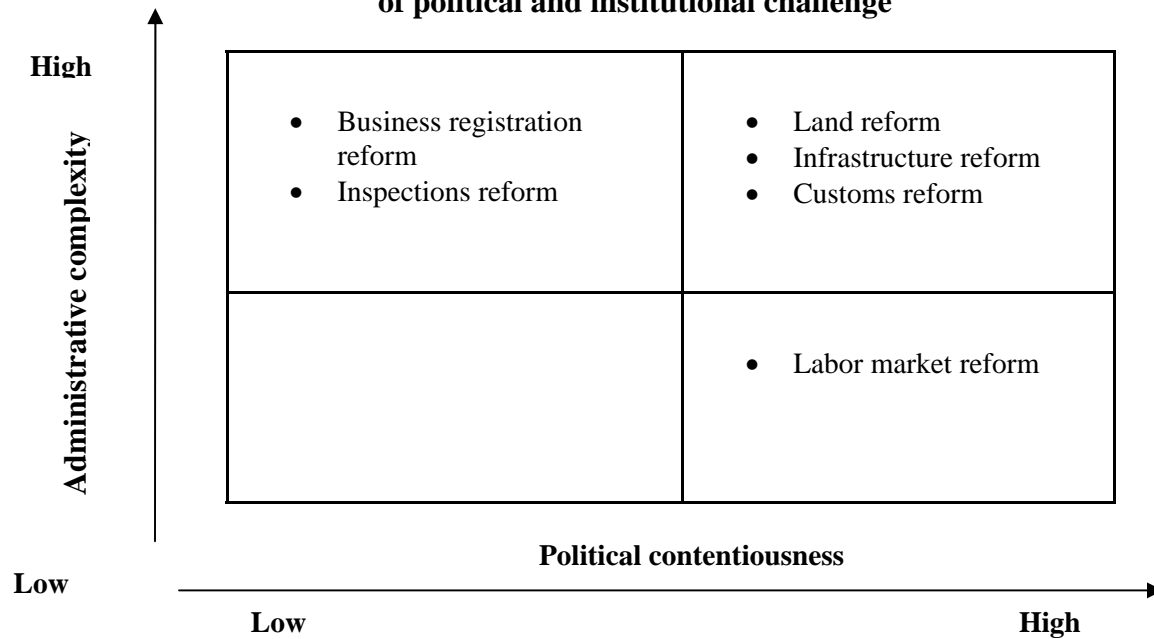 of political and institutional challenge
High
• Business registration
reform
• Inspections reform
• Land reform
• Infrastructure reform
• Customs reform
Administrative complexity
• Labor market reform
Political contentiousness
Low
Low
High